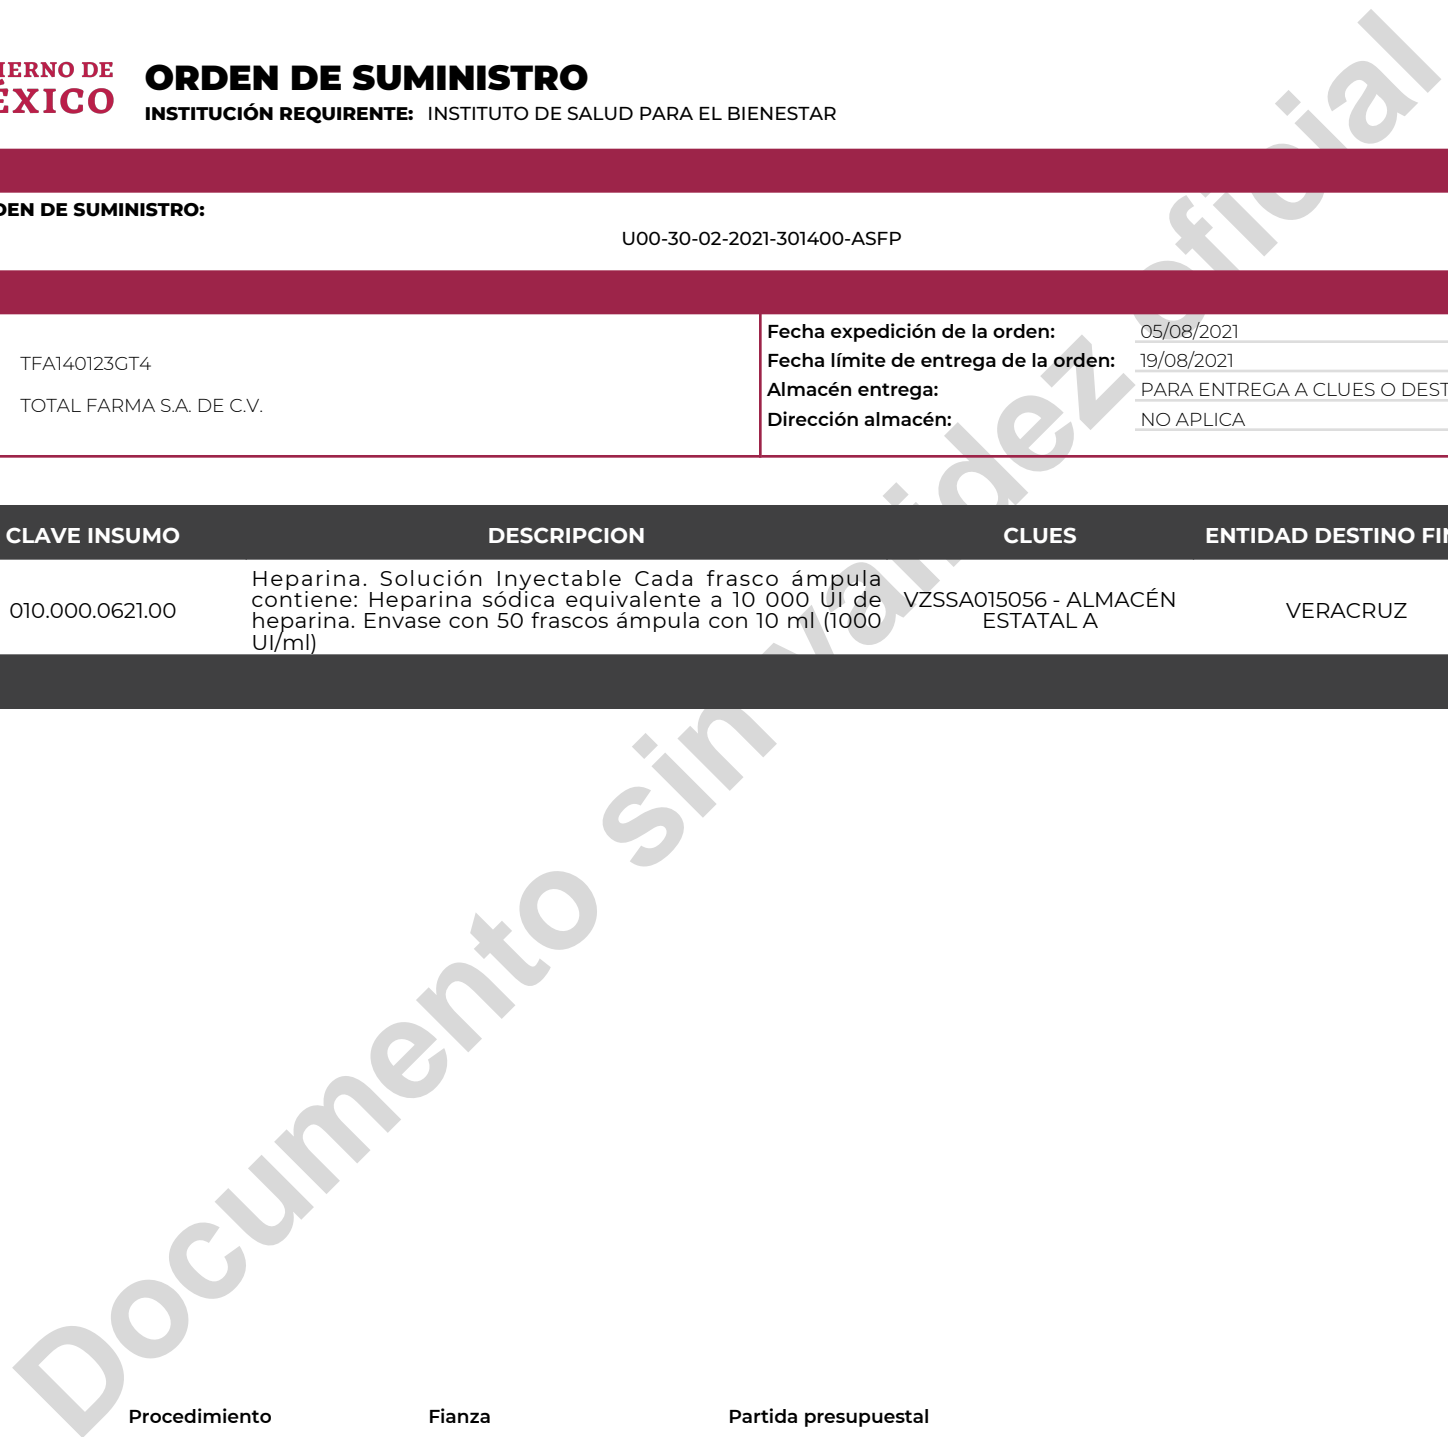 IERNO DE
ÉXICO
ORDEN DE SUMINISTRO
INSTITUCIÓN REQUIRENTE: INSTITUTO DE SALUD PARA EL BIENESTAR
DEN DE SUMINISTRO:
U00-30-02-2021-301400-ASFP
TFA140123GT4
TOTAL FARMA S.A. DE C.V.
Fecha expedición de la orden: 05/08/2021
Fecha límite de entrega de la orden: 19/08/2021
Almacén entrega: PARA ENTREGA A CLUES O DEST
Dirección almacén: NO APLICA
CLAVE INSUMO DESCRIPCION CLUES ENTIDAD DESTINO FIN
010.000.0621.00
Heparina. Solución Inyectable Cada frasco ámpula
contiene: Heparina sódica equivalente a 10 000 UI de
heparina. Envase con 50 frascos ámpula con 10 ml (1000
UI/ml)
VZSSA015056 - ALMACÉN
ESTATAL A
VERACRUZ
Documento sin validez oficial
Procedimiento Fianza Partida presupuestal